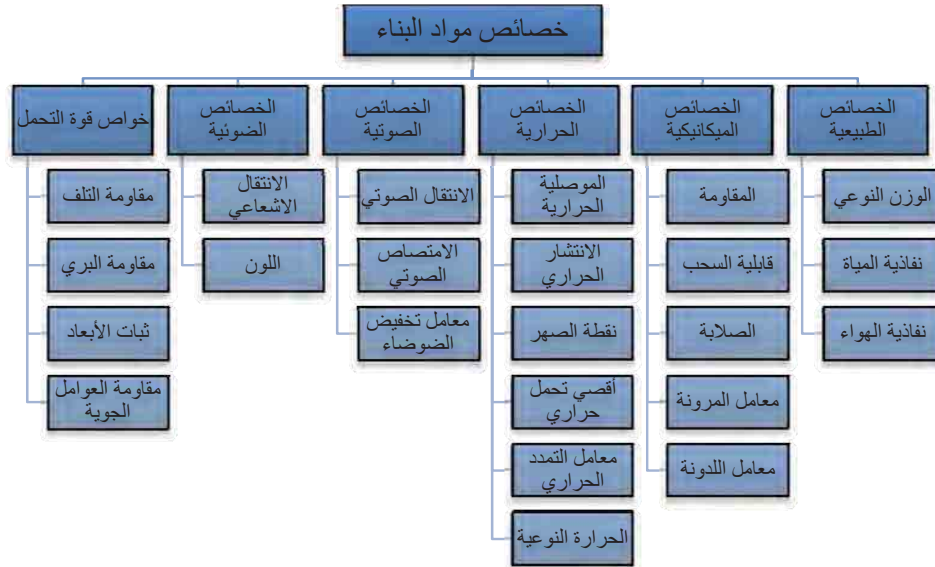 خصائص مواد البناء
الخصائص
الطبيعية
الوزن النوعي
نفاذية المياة
نفاذية الهواء
الخصائص
الميكانيكية
المقاومة
قابلية السحب
الصلابة
معامل المرونة
معامل اللدونة
الخصائص
الحرارية
الموصلية
الحرارية
الانتشار
الحراري
نقطة الصهر
أقصي تحمل
حراري
معامل التمدد
الحراري
الحرارة النوعية
الخصائص
الصوتية
الانتقال الصوتي
الامتصاص
الصوتي
معامل تخفيض
الضوضاء
الخصائص
الضوئية
الانتقال
الاشعاعي
اللون
خواص قوة التحمل
مقاومة التلف
مقاومة البري
ثبات الأبعاد
مقاومة العوامل
الجوية